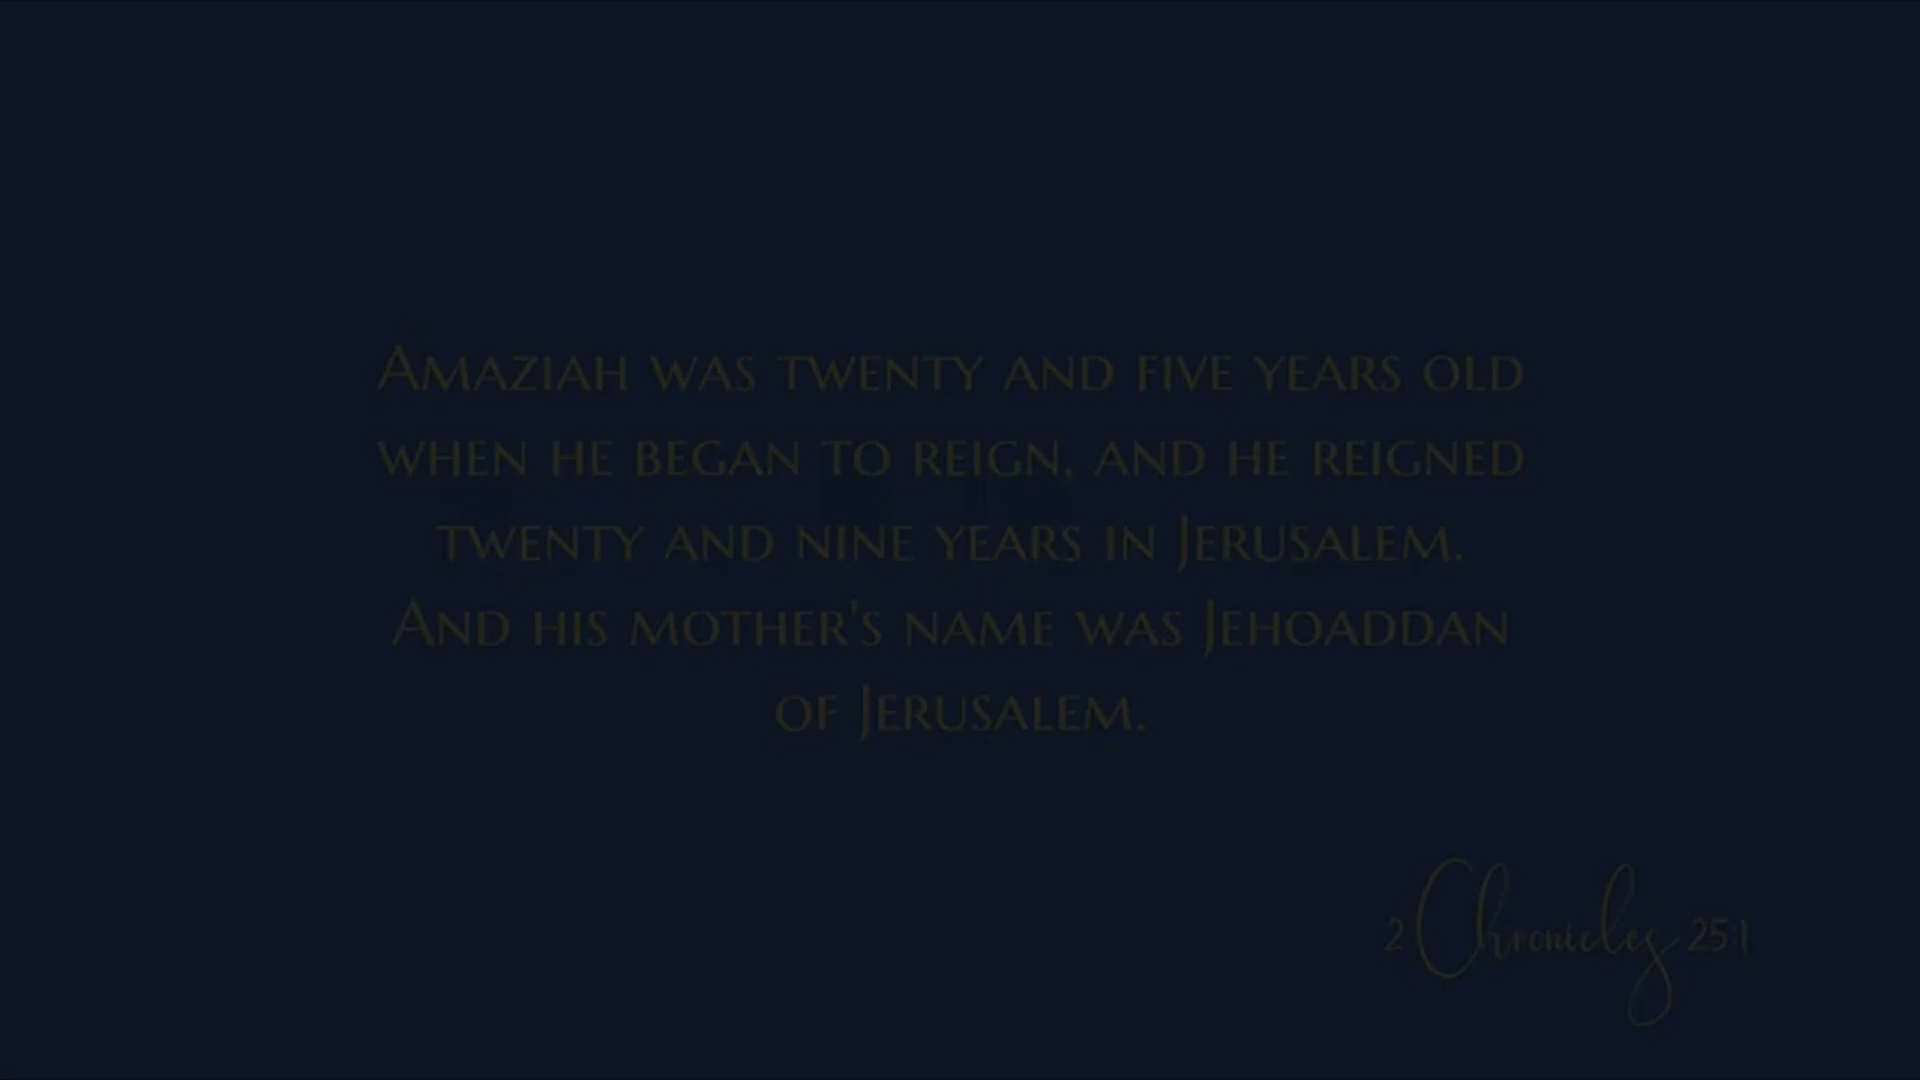 Amaziah was twenty and five years old
when he began to reign, and he reigned
twenty and nine years in Jerusalem.
And his mother's name was Jehoaddan
of Jerusalem.
2 Chronicles 25:1